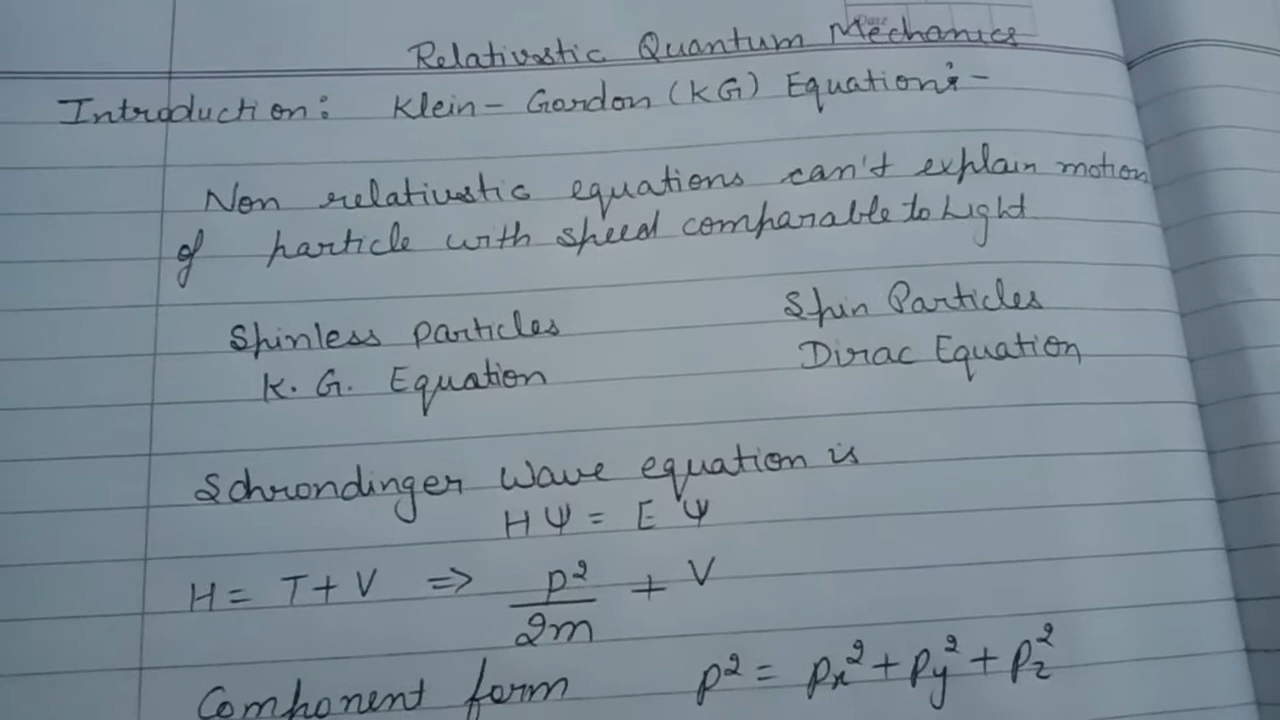 Relativistic Quantum Mechanics
Introduction: Klein - Gordon (KG) Equation: -
Non relativistic equations can't explain motion
of particle with speed comparable to Light
Spinless Particles
K. G. Equation
Spin Particles
Dirac Equation
Schrondinger Wave equation is
HΨ = EΨ
H = T + V => p²/2m + V
Component form p² = px² + py² + pz²